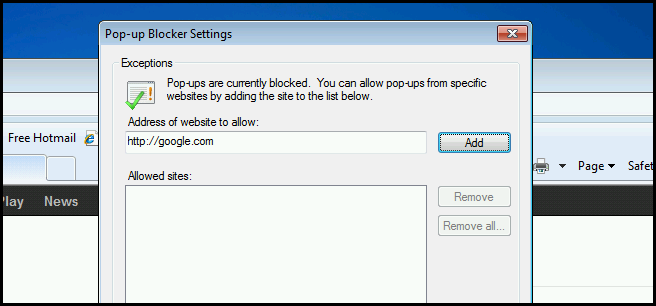 Pop-up Blocker Settings
Exceptions
Pop-ups are currently blocked. You can allow pop-ups from specific
websites by adding the site to the list below.
Address of website to allow:
Free Hotmail
http://google.com
Add
Page
Safet
Allowed sites:
Play News
Remove
Remove all...